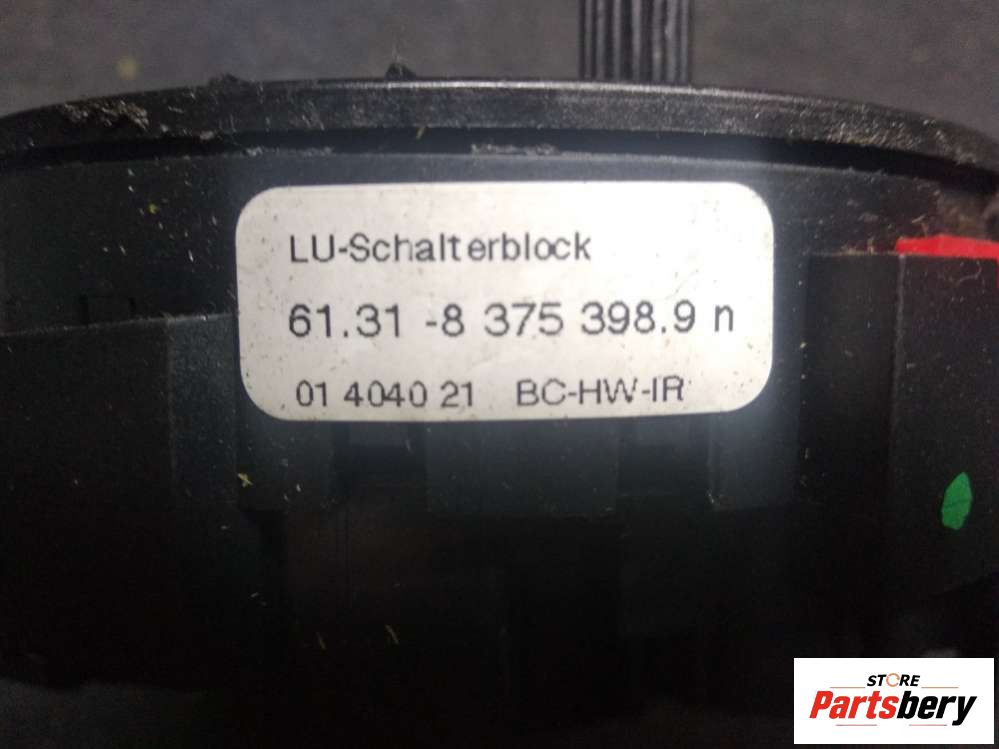 LU-Schalterblock
61.31 -8 375 398.9 n
01 4040 21 BC-HW-IR
STORE
Partsbery